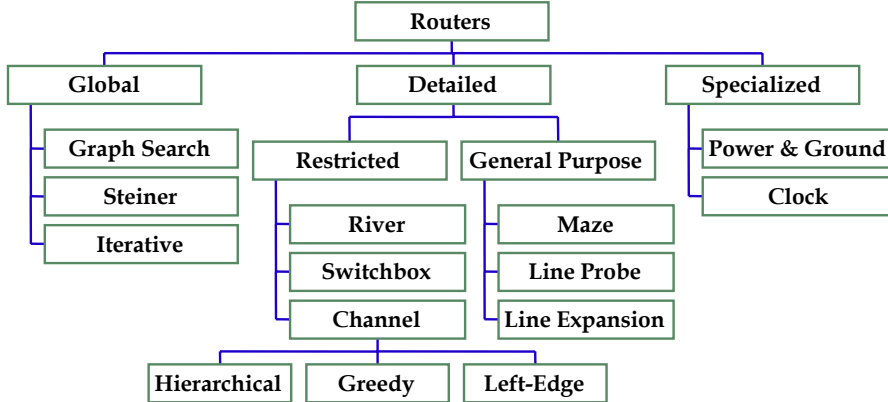 Routers
Global
Detailed
Specialized
Graph Search
Steiner
Iterative
Restricted
General Purpose
Power & Ground
Clock
River
Switchbox
Channel
Maze
Line Probe
Line Expansion
Hierarchical
Greedy
Left-Edge